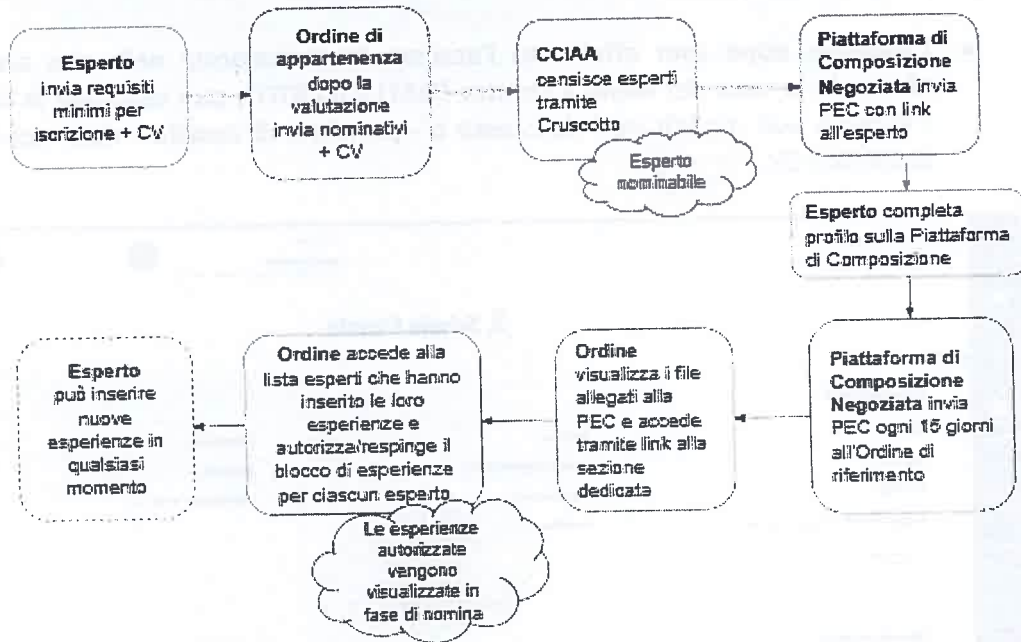 Esperto
invia requisiti
minimi per
iscrizione + CV
Ordine di
appartenenza
dopo la
valutazione
invia nominativi
+ CV
CCIAA
censisce esperti
tramite
Cruscotto
Esperto
nominabile
Piattaforma di
Composizione
Negoziata invia
PEC con link
all'esperto
Esperto completa
profilo sulla Piattaforma
di Composizione
Piattaforma di
Composizione
Negoziata invia
PEC ogni 15 giorni
all'Ordine di
riferimento
Ordine
visualizza i file
allegati alla
PEC e accede
tramite link alla
sezione
dedicata
Ordine accede alla
lista esperti che hanno
inserito le loro
esperienze e
autorizza/respinge il
blocco di esperienze
per ciascun esperto
Le esperienze
autorizzate
vengono
visualizzate in
fase di nomina
Esperto
può inserire
nuove
esperienze in
qualsiasi
momento